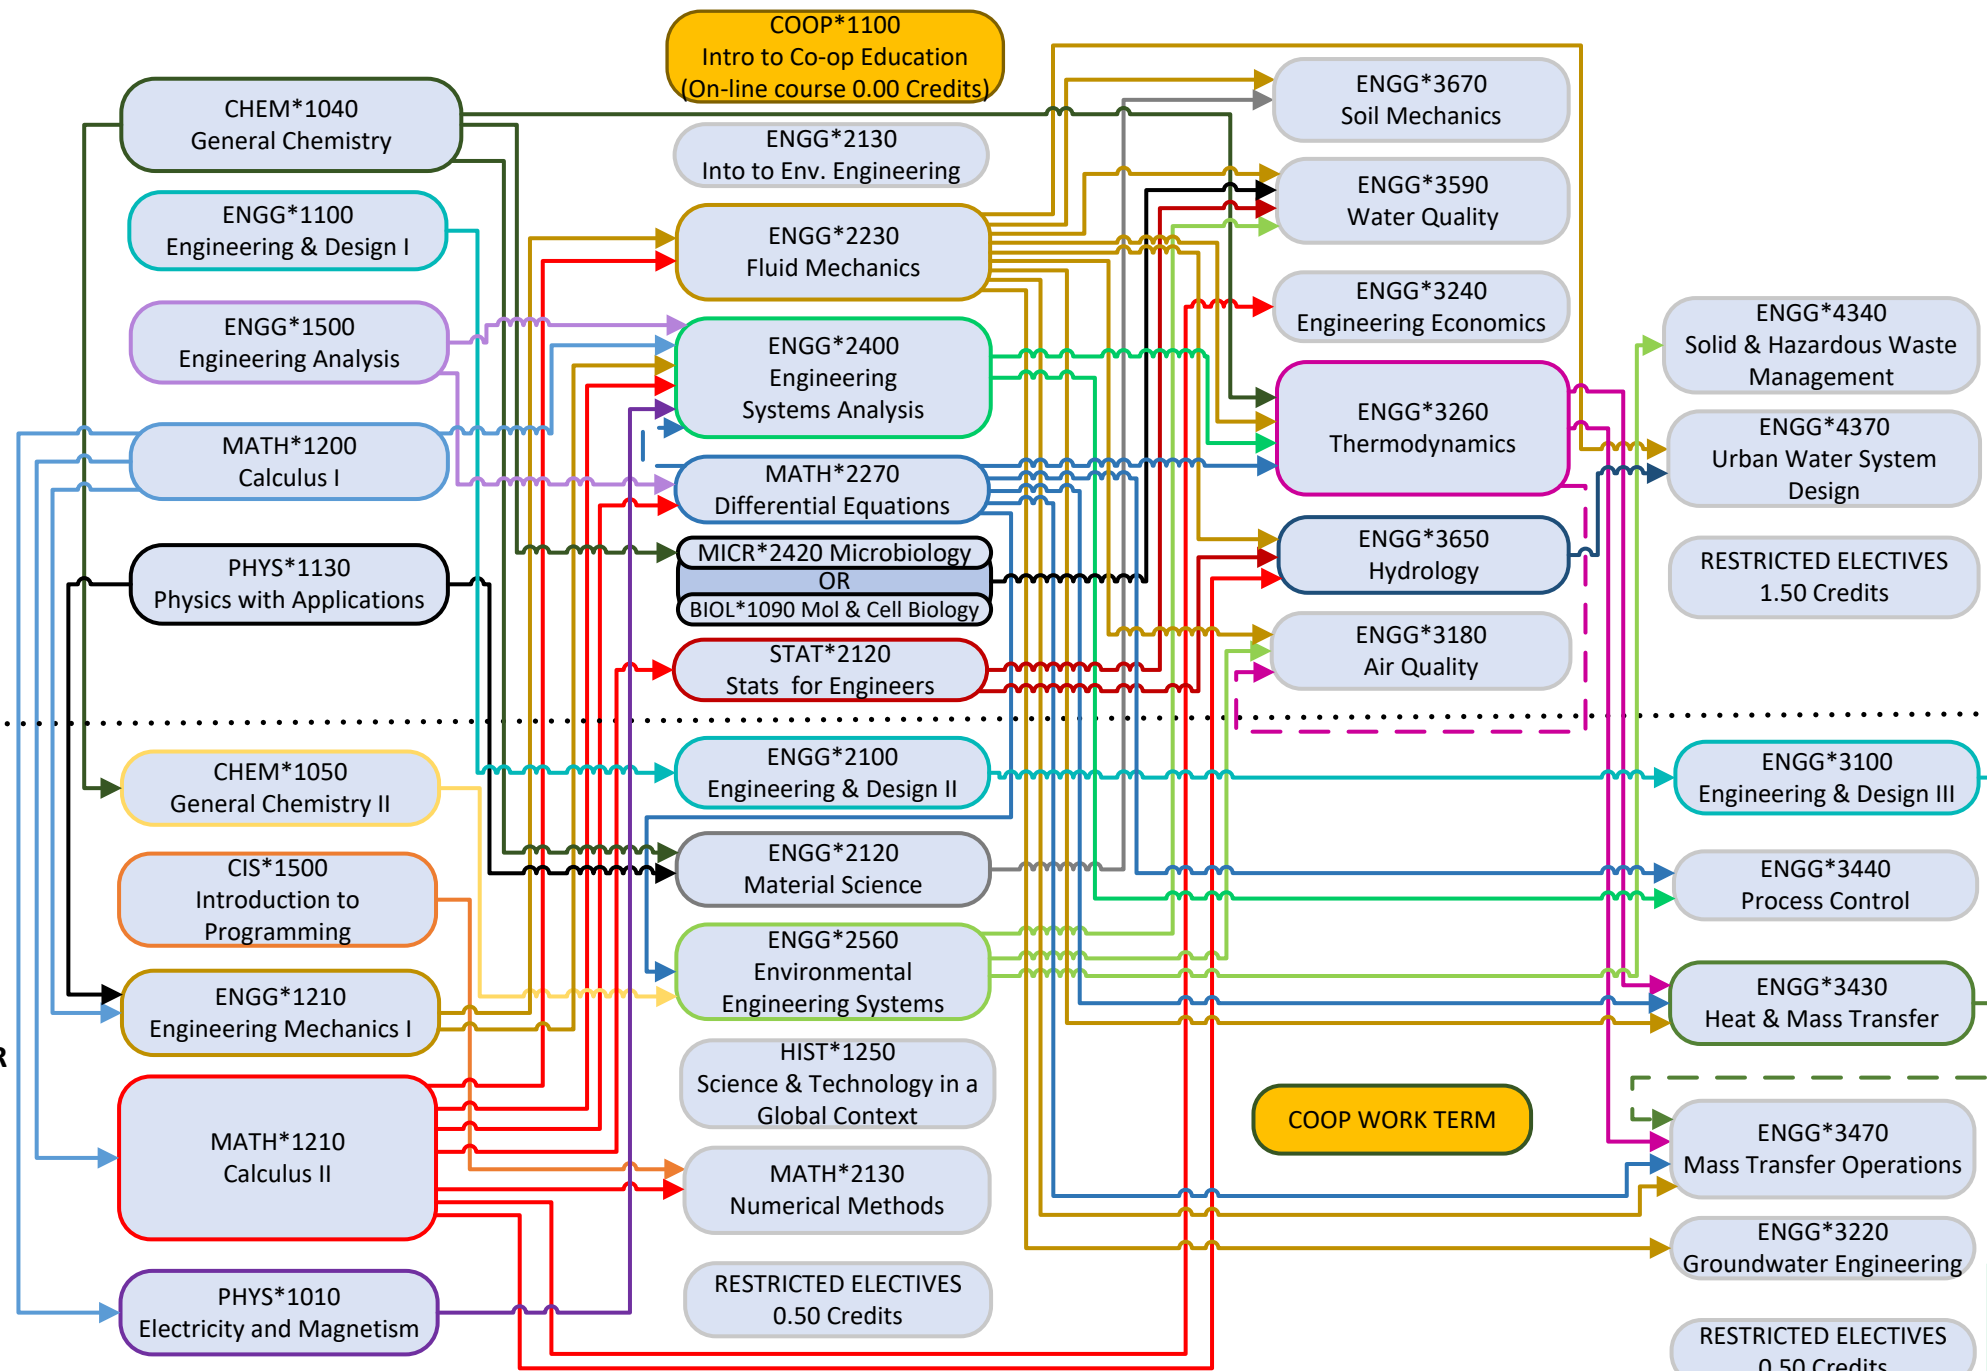 CHEM*1040
General Chemistry
ENGG*1100
Engineering & Design I
ENGG*1500
Engineering Analysis
MATH*1200
Calculus I
PHYS*1130
Physics with Applications
CHEM*1050
General Chemistry II
CIS*1500
Introduction to
Programming
ENGG*1210
Engineering Mechanics I
R
MATH*1210
Calculus II
PHYS*1010
Electricity and Magnetism
COOP*1100
Intro to Co-op Education
(On-line course 0.00 Credits)
ENGG*2130
Into to Env. Engineering
ENGG*2230
Fluid Mechanics
ENGG*2400
Engineering
Systems Analysis
MATH*2270
Differential Equations
MICR*2420 Microbiology
OR
BIOL*1090 Mol & Cell Biology
STAT*2120
Stats for Engineers
ENGG*2100
Engineering & Design II
ENGG*2120
Material Science
ENGG*2560
Environmental
Engineering Systems
HIST*1250
Science & Technology in a
Global Context
MATH*2130
Numerical Methods
RESTRICTED ELECTIVES
0.50 Credits
ENGG*3670
Soil Mechanics
ENGG*3590
Water Quality
ENGG*3240
Engineering Economics
ENGG*3260
Thermodynamics
ENGG*3650
Hydrology
ENGG*3180
Air Quality
COOP WORK TERM
ENGG*4340
Solid & Hazardous Waste
Management
ENGG*4370
Urban Water System
Design
RESTRICTED ELECTIVES
1.50 Credits
ENGG*3100
Engineering & Design III
ENGG*3440
Process Control
ENGG*3430
Heat & Mass Transfer
ENGG*3470
Mass Transfer Operations
ENGG*3220
Groundwater Engineering
RESTRICTED ELECTIVES
0.50 Credits